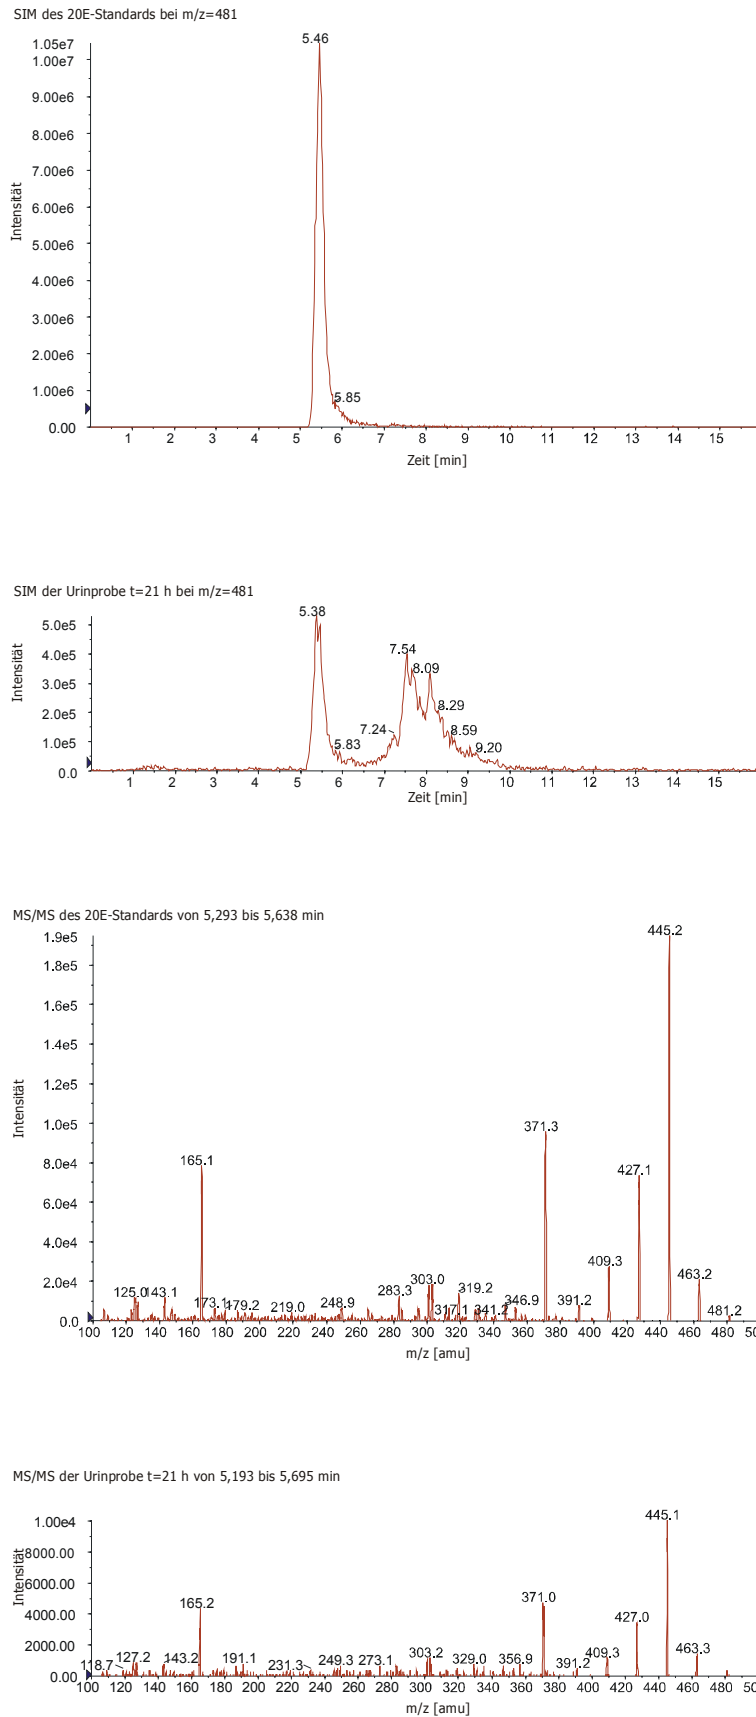 SIM des 20E-Standards bei m/z=481
5.46
1.05e7
1.00e7
9.00e6
8.00e6
7.00e6
6.00e6
5.00e6
4.00e6
3.00e6
2.00e6
1.00e6
0.00
Intensität
5.85
1 2 3 4 5 6 7 8 9 10 11 12 13 14 15
Zeit [min]
SIM der Urinprobe t=21 h bei m/z=481
5.38
5.0e5
4.0e5
3.0e5
2.0e5
1.0e5
0.0
Intensität
7.54
8.09
8.29
7.24
8.59
5.83
9.20
1 2 3 4 5 6 7 8 9 10 11 12 13 14 15
Zeit [min]
MS/MS des 20E-Standards von 5,293 bis 5,638 min
1.9e5
1.8e5
1.6e5
1.4e5
1.2e5
1.0e5
8.0e4
6.0e4
4.0e4
2.0e4
0.0
Intensität
445.2
371.3
165.1
427.1
409.3
463.2
125.0 143.1 173.1 179.2 219.0 248.9 283.3 303.0 317.1 319.2 341.2 346.9 391.2 481.2
100 120 140 160 180 200 220 240 260 280 300 320 340 360 380 400 420 440 460 480
m/z [amu]
MS/MS der Urinprobe t=21 h von 5,193 bis 5,695 min
1.00e4
8000.00
6000.00
4000.00
2000.00
0.00
Intensität
445.1
371.0
165.2
427.0
463.3
118.7 127.2 143.2 191.1 231.3 249.3 273.1 303.2 329.0 356.9 391.2 409.3
100 120 140 160 180 200 220 240 260 280 300 320 340 360 380 400 420 440 460 480
m/z [amu]